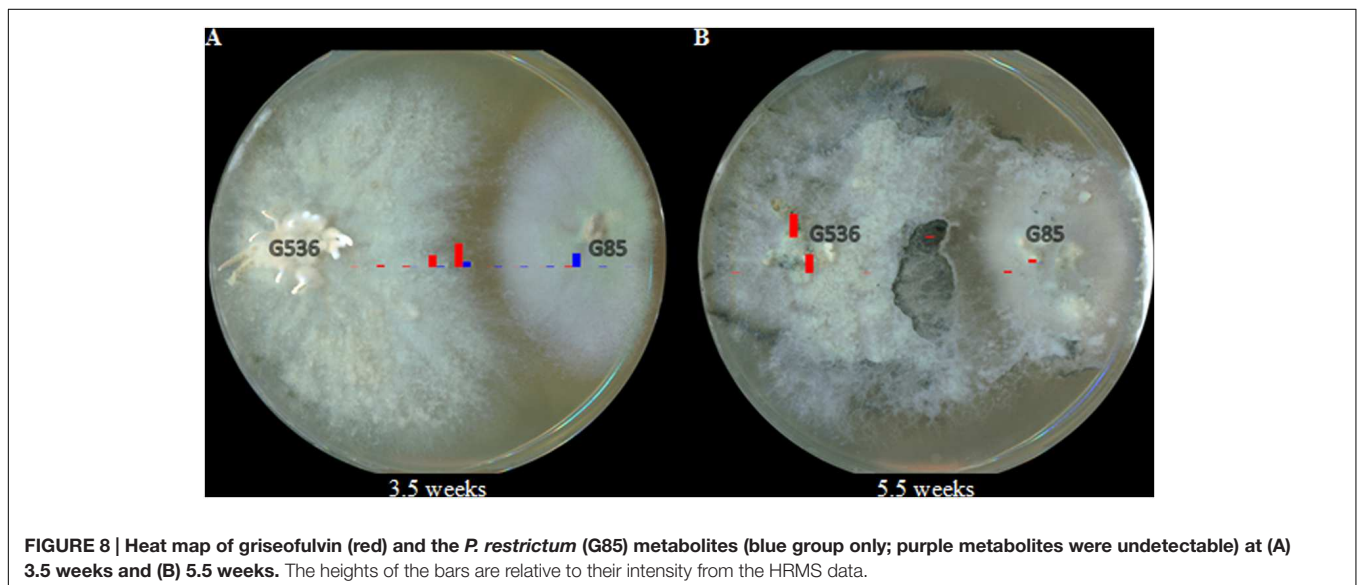 A
B
G536
G85
G536
G85
3.5 weeks
5.5 weeks
FIGURE 8 | Heat map of griseofulvin (red) and the P. restrictum (G85) metabolites (blue group only; purple metabolites were undetectable) at (A)
3.5 weeks and (B) 5.5 weeks. The heights of the bars are relative to their intensity from the HRMS data.